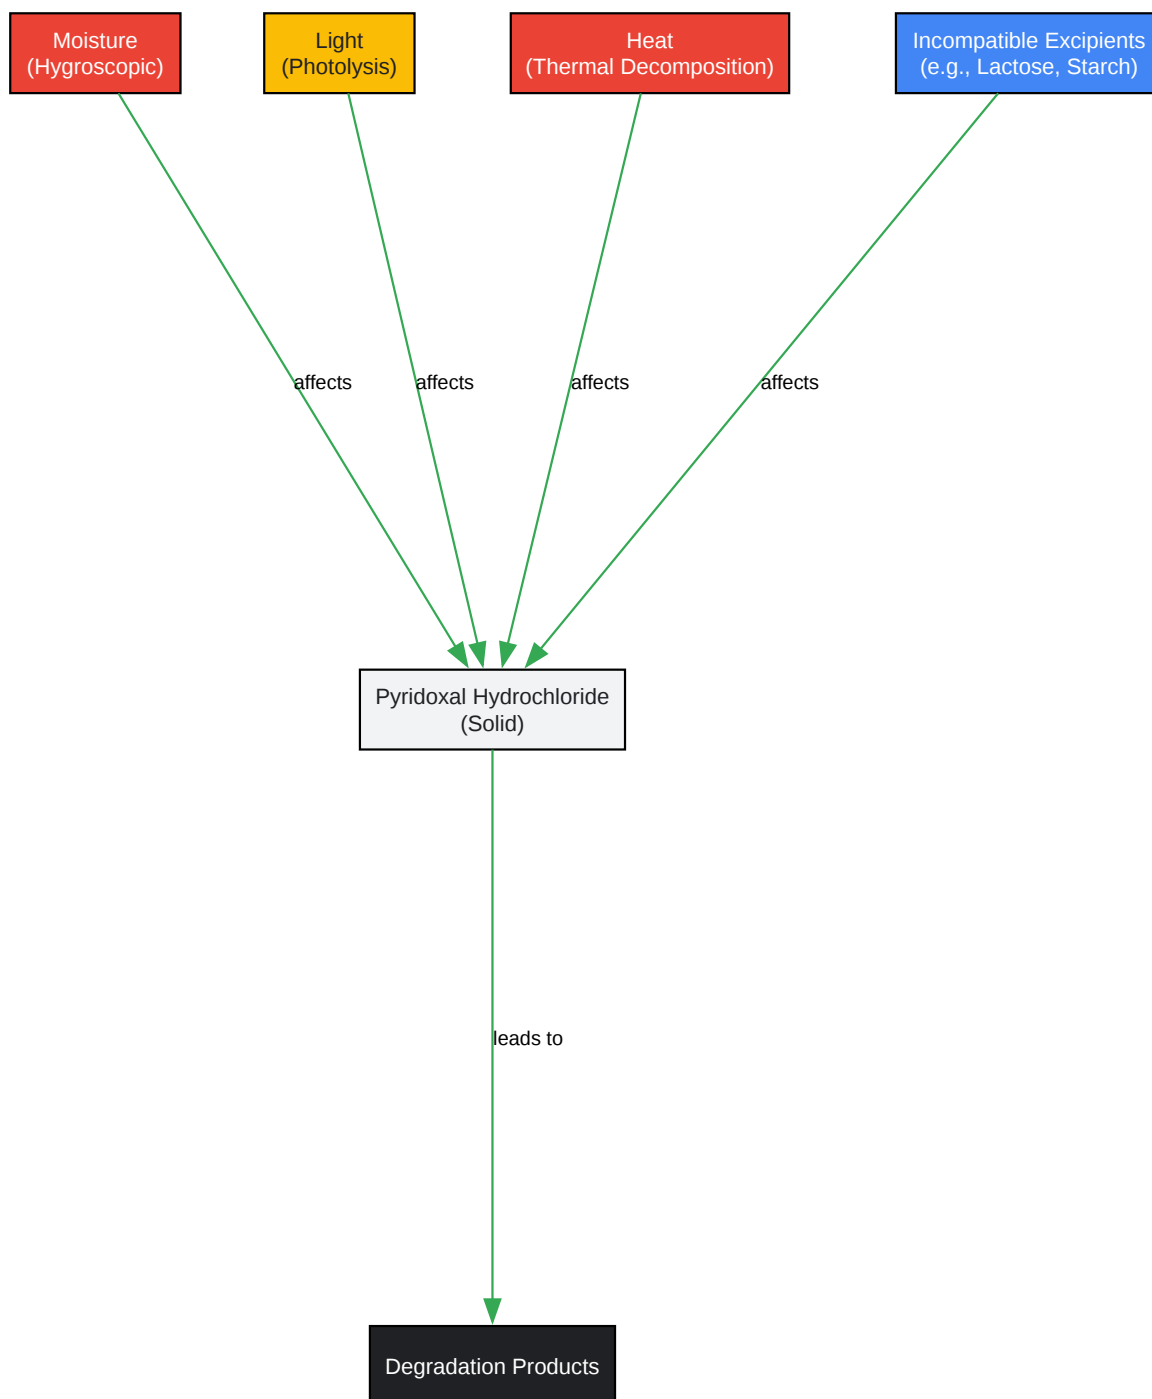 Moisture
(Hygroscopic)
Light
(Photolysis)
Heat
(Thermal Decomposition)
Incompatible Excipients
(e.g., Lactose, Starch)
affects
affects
affects
affects
Pyridoxal Hydrochloride
(Solid)
leads to
Degradation Products